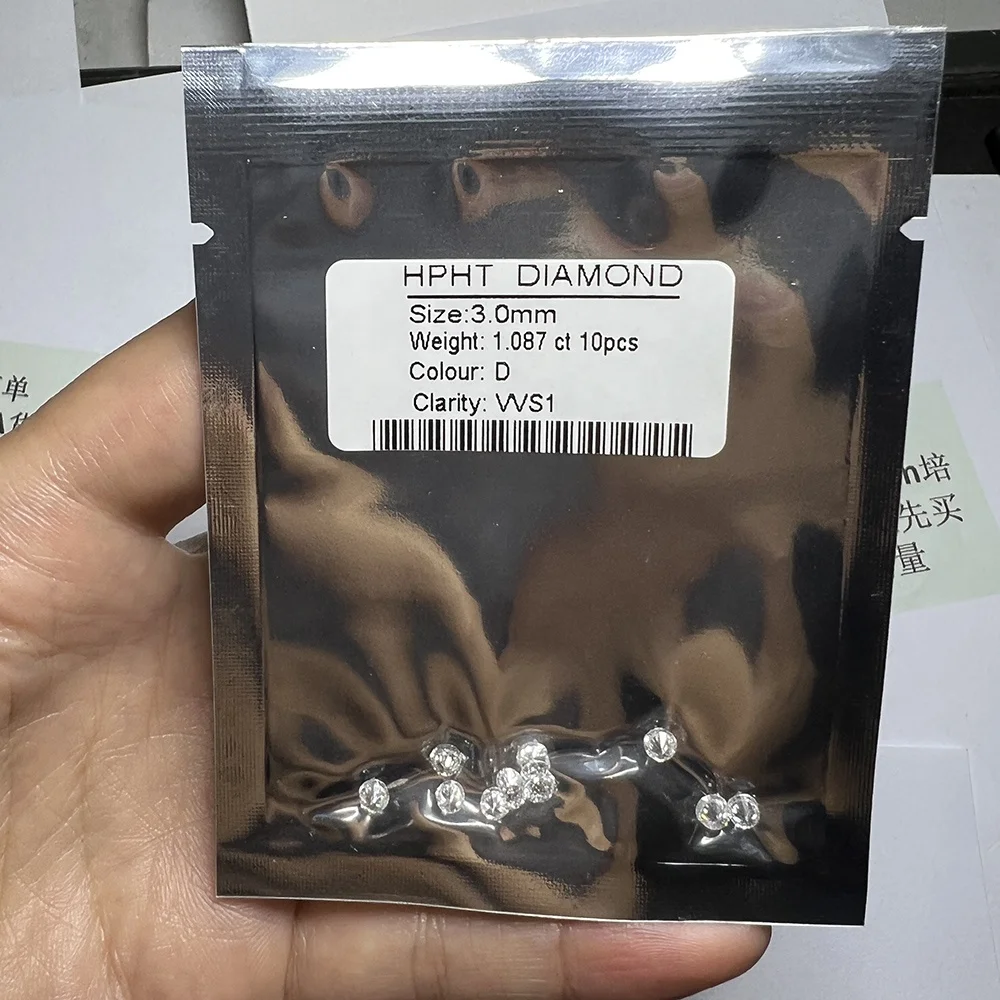 HPHT DIAMOND
Size:3.0mm
Weight: 1.087 ct 10pcs
Colour: D
Clarity: VVS1
单
培
先买
量